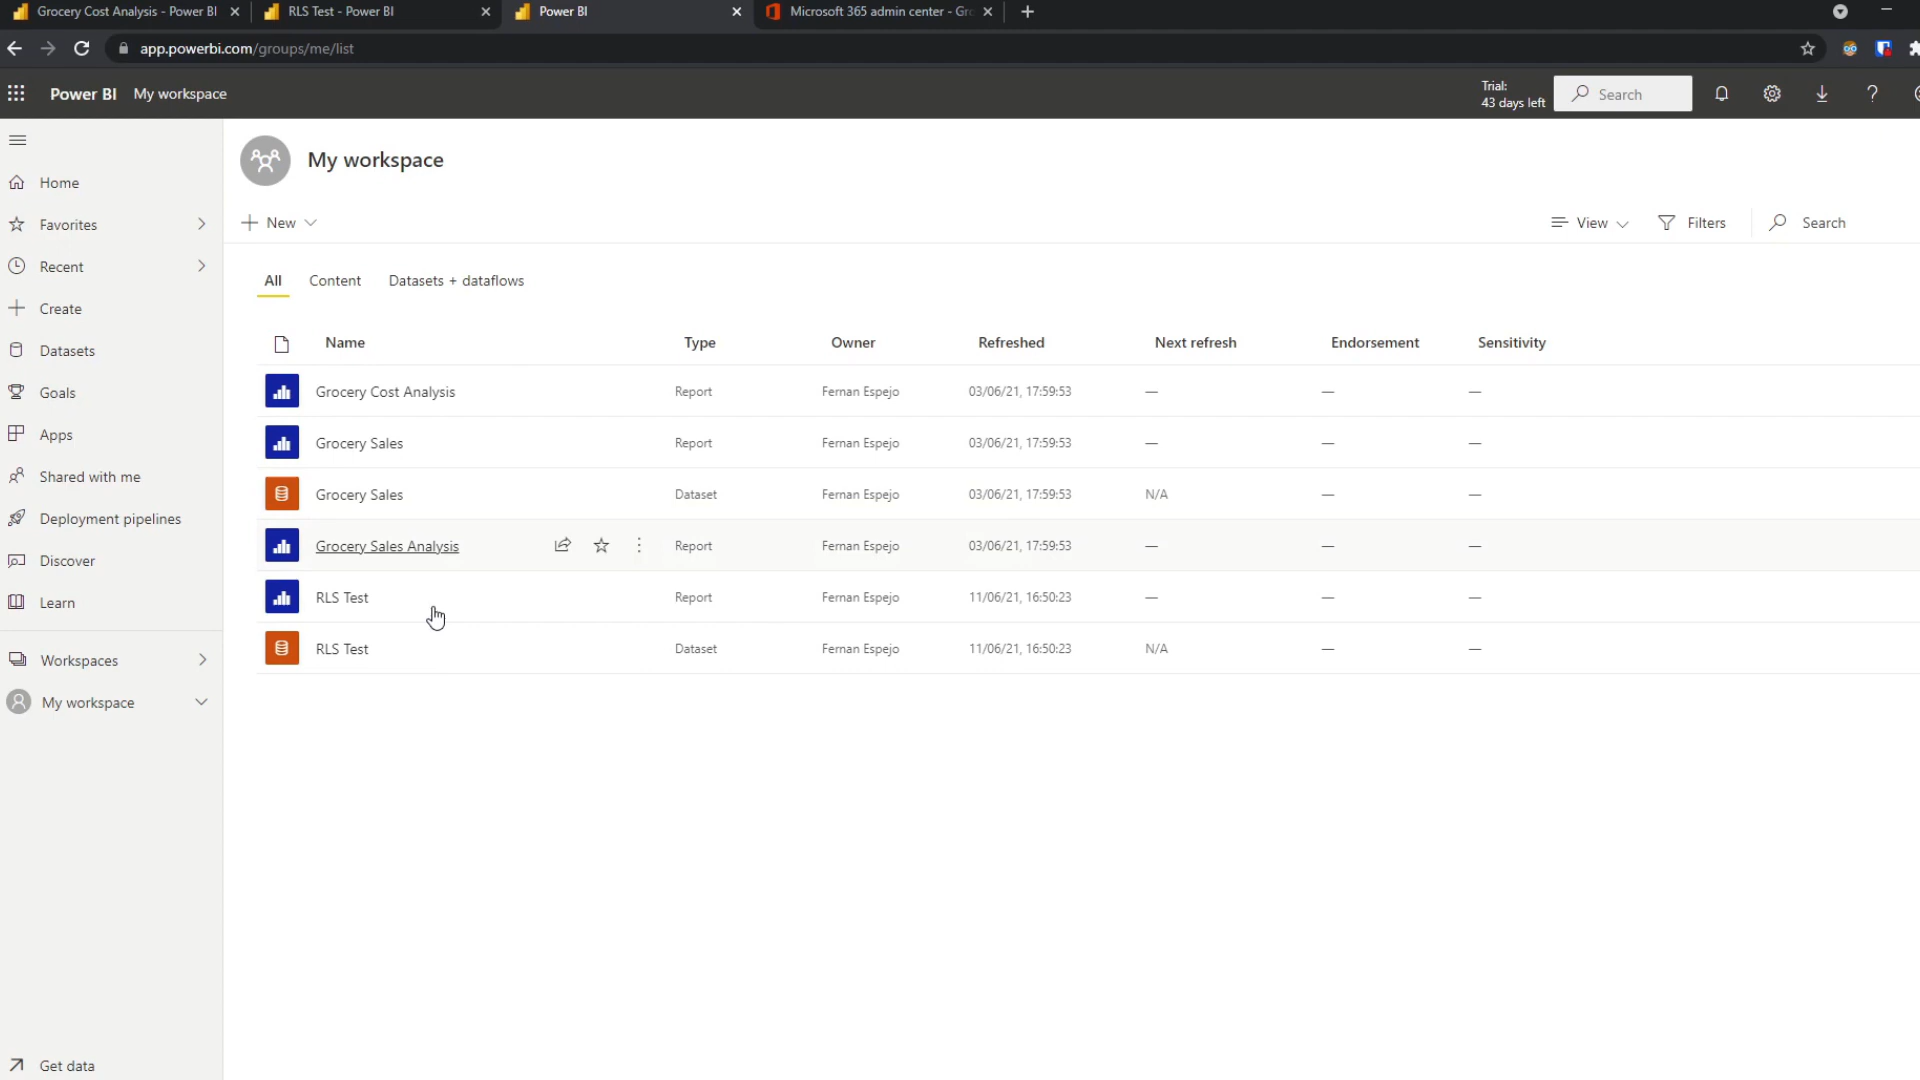 Grocery Cost Analysis - Power BI
RLS Test - Power BI
Power BI
Microsoft 365 admin center - Gr
app.powerbi.com/groups/me/list
Power BI My workspace
Trial:
43 days left
Search
Home
Favorites
Recent
Create
Datasets
Goals
Apps
Shared with me
Deployment pipelines
Discover
Learn
Workspaces
My workspace
Get data
My workspace
New
View
Filters
Search
All Content Datasets + dataflows
Name Type Owner Refreshed Next refresh Endorsement Sensitivity
Grocery Cost Analysis Report Fernan Espejo 03/06/21, 17:59:53 — — —
Grocery Sales Report Fernan Espejo 03/06/21, 17:59:53 — — —
Grocery Sales Dataset Fernan Espejo 03/06/21, 17:59:53 N/A — —
Grocery Sales Analysis Report Fernan Espejo 03/06/21, 17:59:53 — — —
RLS Test Report Fernan Espejo 11/06/21, 16:50:23 — — —
RLS Test Dataset Fernan Espejo 11/06/21, 16:50:23 N/A — —